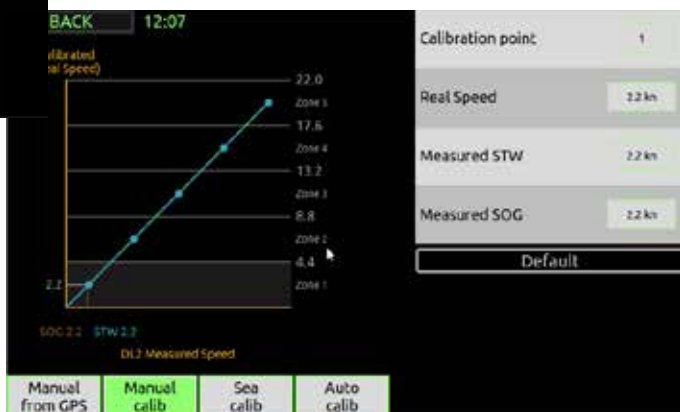 BACK
12:07
alibrated
al Speed)
22.0
Zone 5
17.6
Zone 4
13.2
Zone 3
8.8
Zone 2
4.4
Zone 1
2.2
SOG 2.2 STW 2.2
DL2 Measured Speed
Manual
from GPS
Manual
calib
Sea
calib
Auto
calib
Calibration point 1
Real Speed 2.2 kn
Measured STW 2.2 kn
Measured SOG 2.2 kn
Default